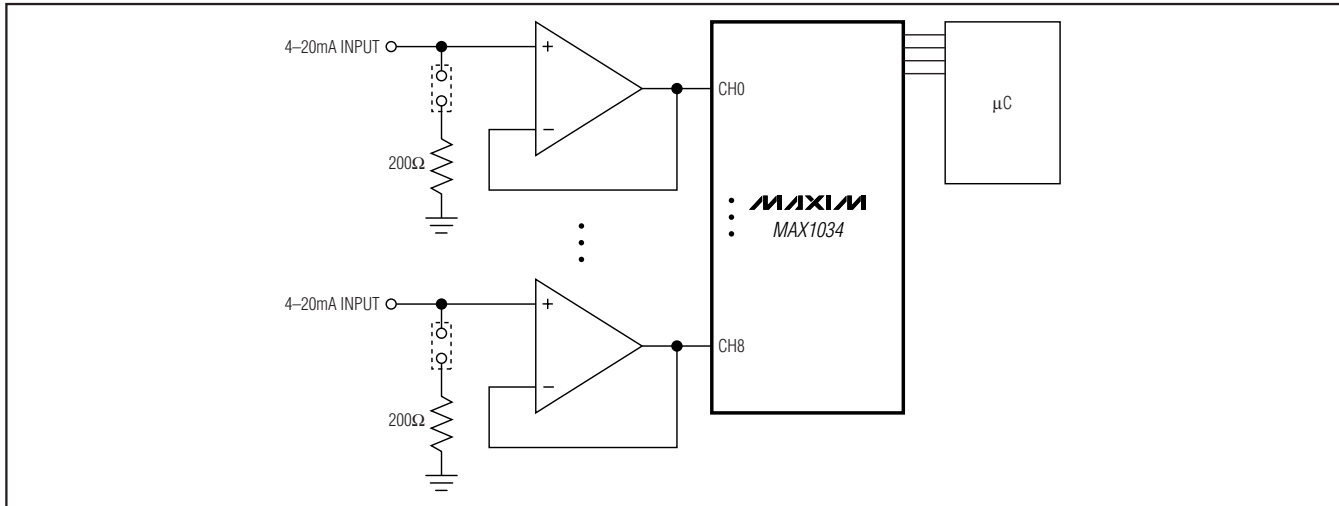 4–20mA INPUT
+
−
200Ω
CH0
µC
MAXIM
MAX1034
4–20mA INPUT
+
−
200Ω
CH8